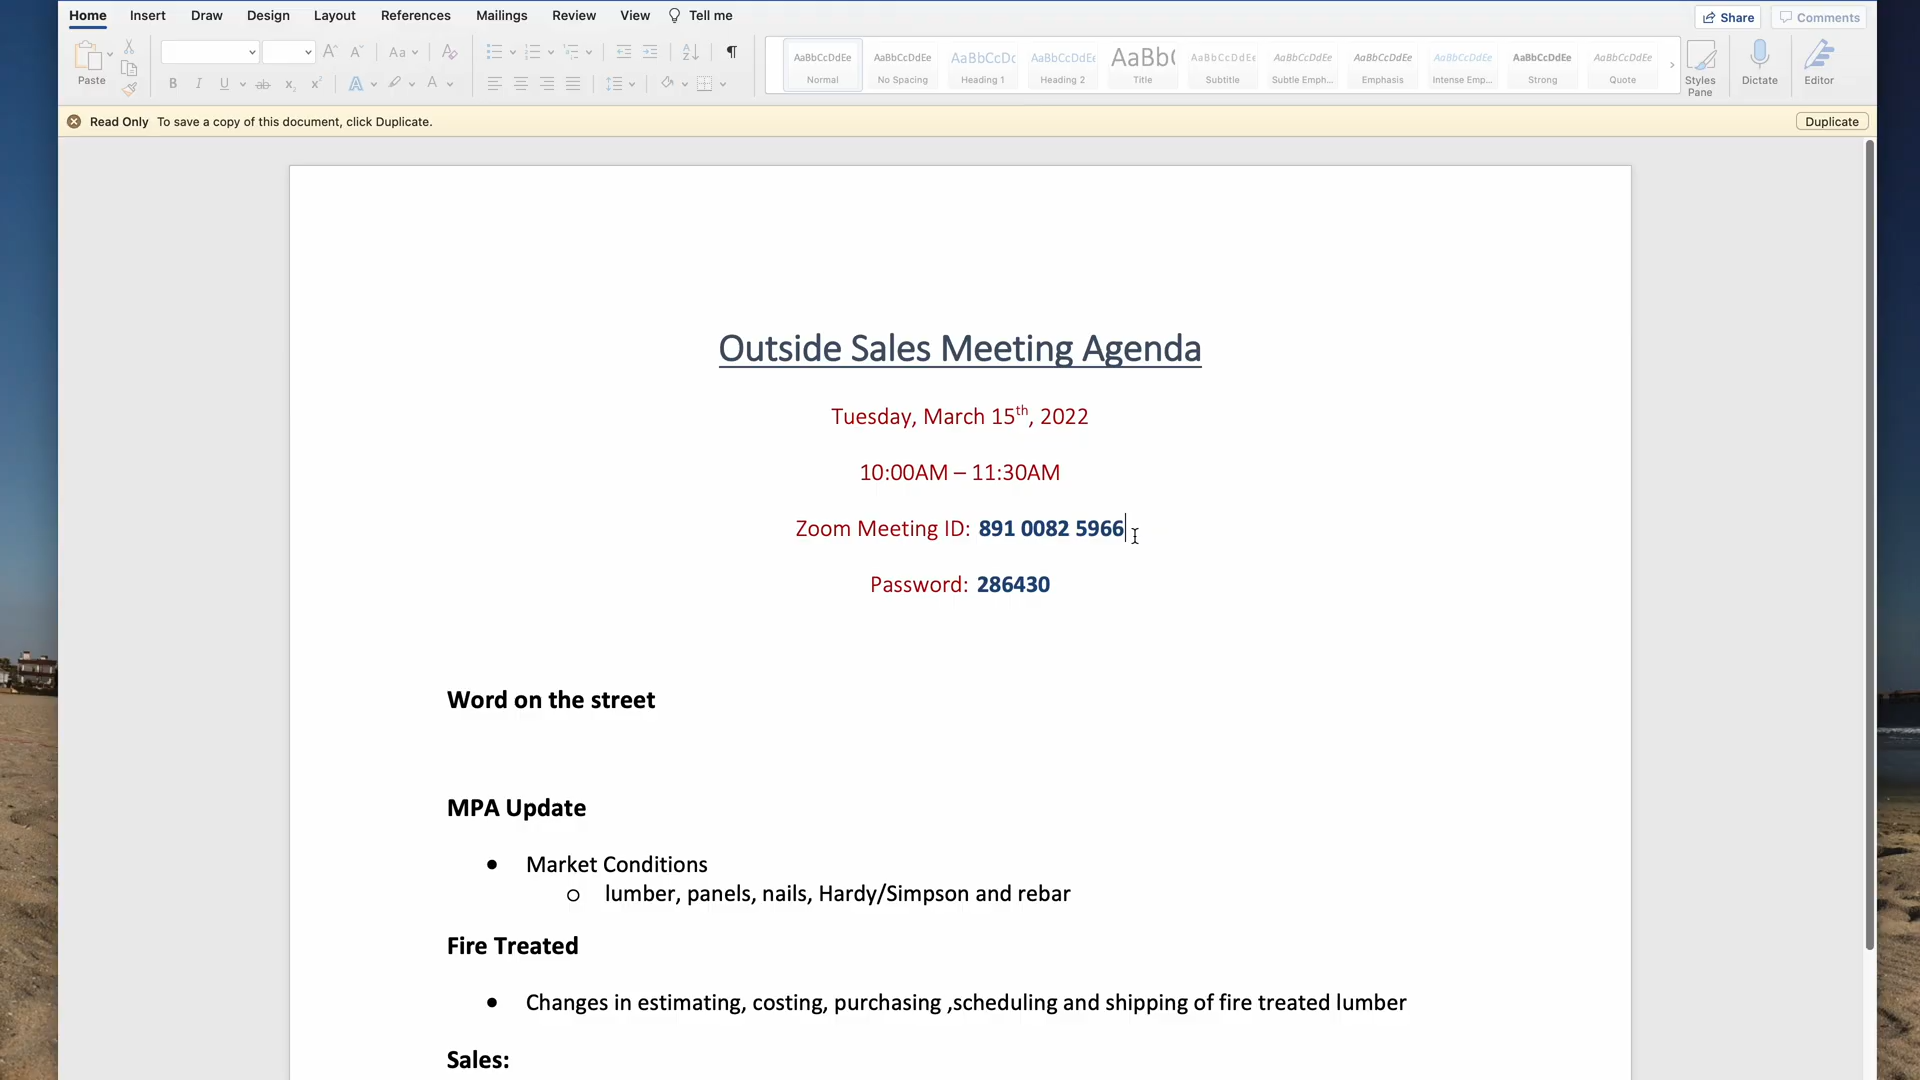 Home Insert Draw Design Layout References Mailings Review View Tell me Share Comments
Paste
Aa
B I U ab x₂ x² A A
AaBbCcDdEe AaBbCcDdEe AaBbCcDc AaBbCcDdEe AaBb( AaBbCcDdEe AaBbCcDdEe AaBbCcDdEe AaBbCcDdEe AaBbCcDdEe AaBbCcDdEe
Normal No Spacing Heading 1 Heading 2 Title Subtitle Subtle Emph... Emphasis Intense Emp... Strong Quote
Styles Pane
Dictate
Editor
Read Only To save a copy of this document, click Duplicate. Duplicate
Outside Sales Meeting Agenda
Tuesday, March 15th, 2022
10:00AM – 11:30AM
Zoom Meeting ID: 891 0082 5966
Password: 286430
Word on the street
MPA Update
• Market Conditions
o lumber, panels, nails, Hardy/Simpson and rebar
Fire Treated
• Changes in estimating, costing, purchasing ,scheduling and shipping of fire treated lumber
Sales: